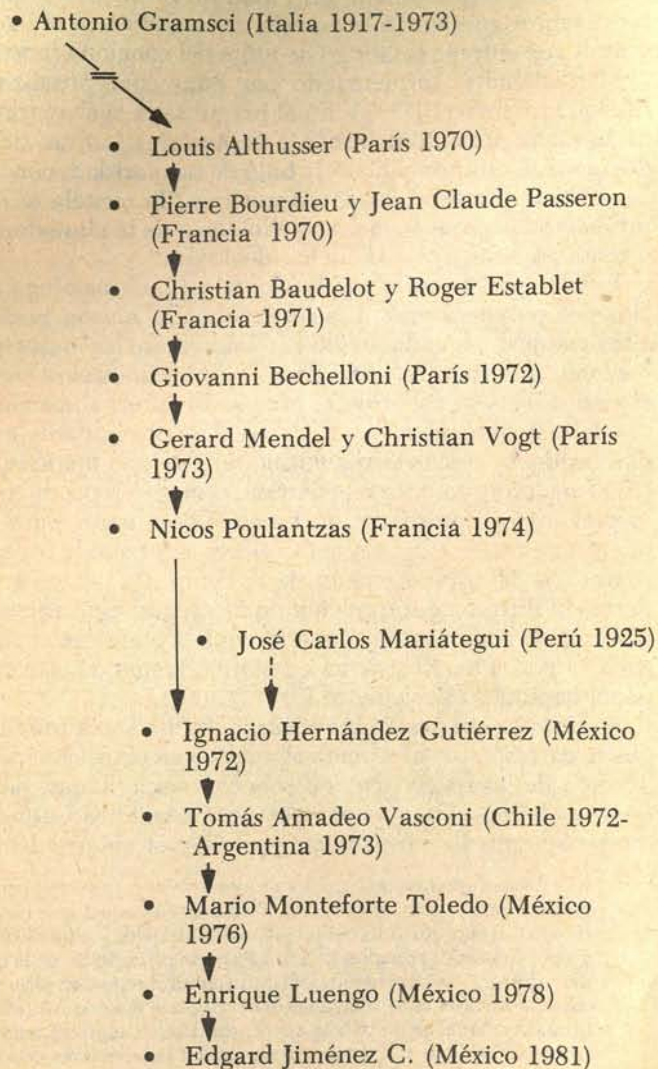 • Antonio Gramsci (Italia 1917-1973)
• Louis Althusser (París 1970)
• Pierre Bourdieu y Jean Claude Passeron
(Francia 1970)
• Christian Baudelot y Roger Establet
(Francia 1971)
• Giovanni Bechelloni (París 1972)
• Gerard Mendel y Christian Vogt (París
1973)
• Nicos Poulantzas (Francia 1974)
• José Carlos Mariátegui (Perú 1925)
• Ignacio Hernández Gutiérrez (México
1972)
• Tomás Amadeo Vasconi (Chile 1972-
Argentina 1973)
• Mario Monteforte Toledo (México
1976)
• Enrique Luengo (México 1978)
• Edgard Jiménez C. (México 1981)